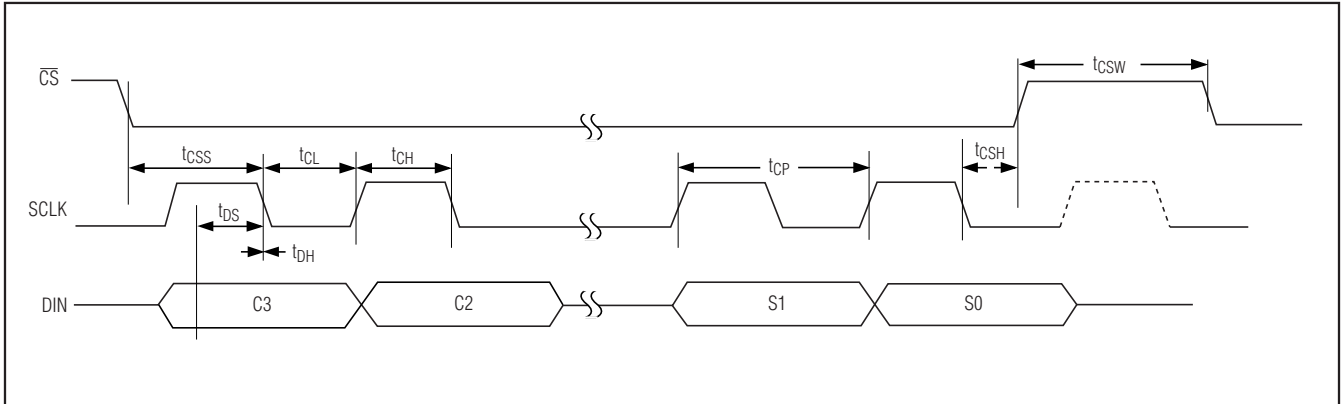 CS
tCSW
tCSS
tCL
tCH
tCP
tCSH
SCLK
tDS
tDH
DIN
C3
C2
S1
S0